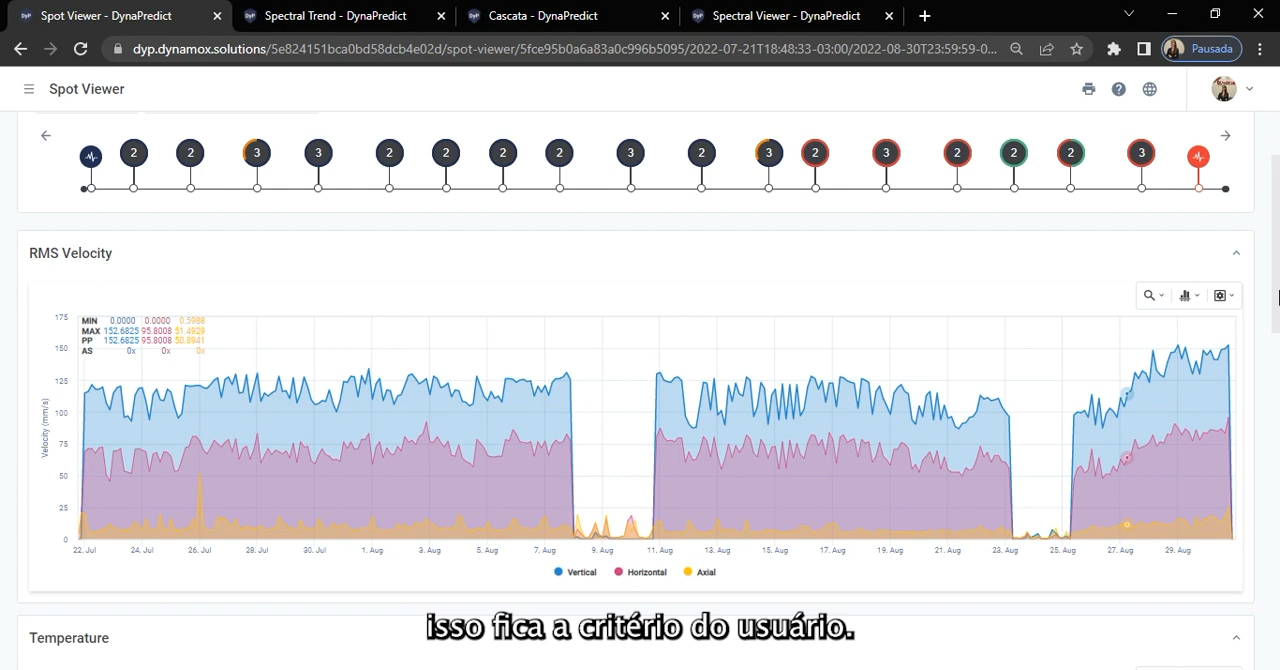 Spot Viewer - DynaPredict
Spectral Trend - DynaPredict
Cascata - DynaPredict
Spectral Viewer - DynaPredict
dyp.dynamox.solutions/5e824151bca0bd58dcb4e02d/spot-viewer/5fce95b0a6a83a0c996b5095/2022-07-21T18:48:33-03:00/2022-08-30T23:59:59-0...
Pausada
Spot Viewer
2 2 3 3 2 2 2 2 3 2 3 2 3 2 2 2 3
RMS Velocity
MIN 0.0000 0.0000 0.5988
MAX 152.6825 95.8008 51.4929
PP 152.6825 95.8008 50.8941
AS 0x 0x 0x
175
150
125
100
75
50
25
0
Velocity (mm/s)
22. Jul 24. Jul 26. Jul 28. Jul 30. Jul 1. Aug 3. Aug 5. Aug 7. Aug 9. Aug 11. Aug 13. Aug 15. Aug 17. Aug 19. Aug 21. Aug 23. Aug 25. Aug 27. Aug 29. Aug
Vertical Horizontal Axial
isso fica a critério do usuário.
Temperature